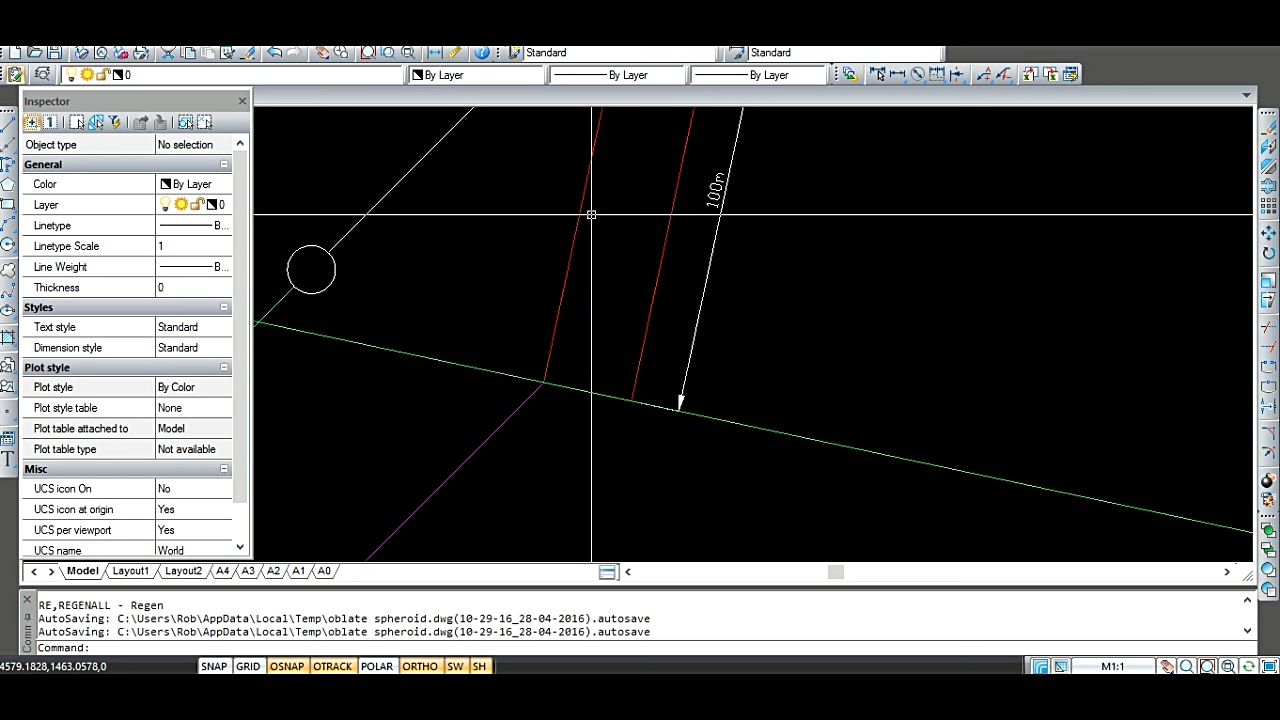 Standard Standard
0 By Layer By Layer By Layer
Inspector
1
Object type No selection
General
Color By Layer
Layer 0
Linetype B...
Linetype Scale 1
Line Weight B...
Thickness 0
Styles
Text style Standard
Dimension style Standard
Plot style
Plot style By Color
Plot style table None
Plot table attached to Model
Plot table type Not available
Misc
UCS icon On No
UCS icon at origin Yes
UCS per viewport Yes
UCS name World
100m
Model Layout1 Layout2 A4 A3 A2 A1 A0
RE,REGENALL - Regen
AutoSaving: C:\Users\Rob\AppData\Local\Temp\oblate spheroid.dwg(10-29-16_28-04-2016).autosave
AutoSaving: C:\Users\Rob\AppData\Local\Temp\oblate spheroid.dwg(10-29-16_28-04-2016).autosave
Command:
4579.1828,1463.0578,0 SNAP GRID OSNAP OTRACK POLAR ORTHO SW SH M1:1